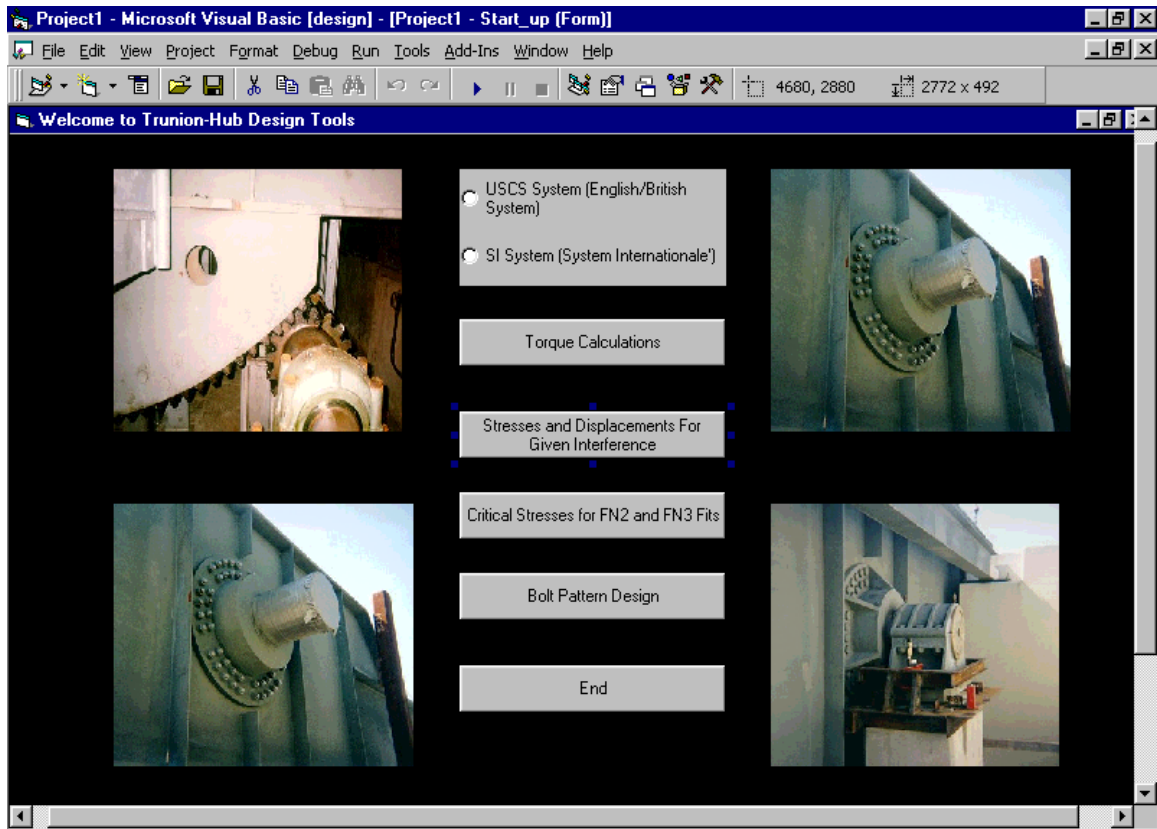 Project1 - Microsoft Visual Basic [design] - [Project1 - Start_up (Form)]
File Edit View Project Format Debug Run Tools Add-Ins Window Help
4680, 2880 2772 x 492
Welcome to Trunion-Hub Design Tools
USCS System (English/British
System)
SI System (System Internationale')
Torque Calculations
Stresses and Displacements For
Given Interference
Critical Stresses for FN2 and FN3 Fits
Bolt Pattern Design
End